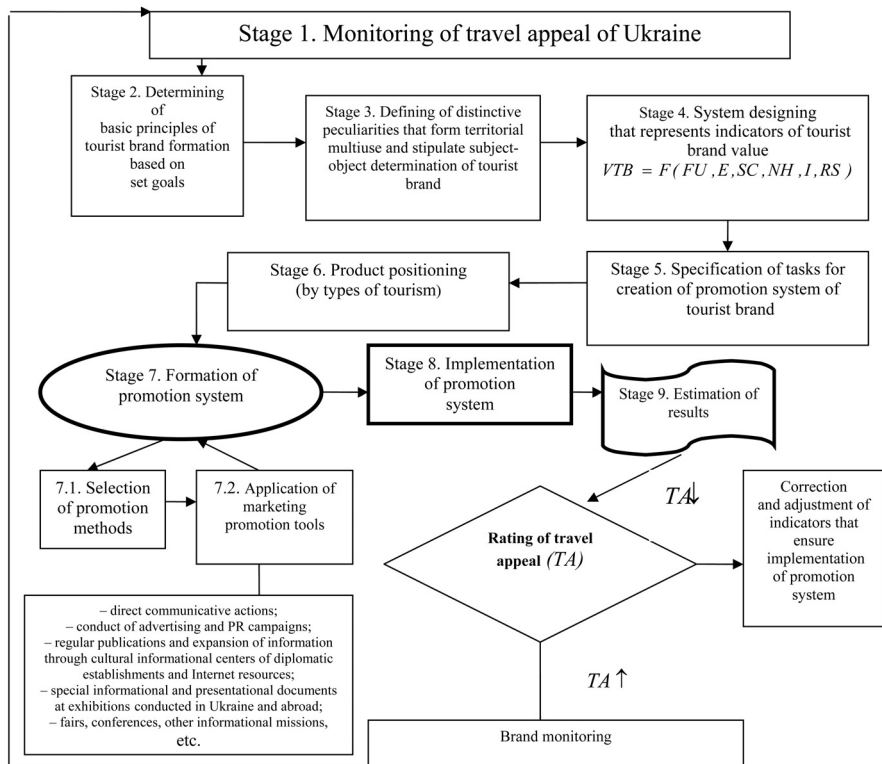 Stage 1. Monitoring of travel appeal of Ukraine
Stage 2. Determining
of
basic principles of
tourist brand formation
based on
set goals
Stage 3. Defining of distinctive
peculiarities that form territorial
multiuse and stipulate subject-
object determination of tourist
brand
Stage 4. System designing
that represents indicators of tourist
brand value
VTB = F( FU ,E,SC,NH,I,RS )
Stage 6. Product positioning
(by types of tourism)
Stage 5. Specification of tasks for
creation of promotion system of
tourist brand
Stage 7. Formation of
promotion system
Stage 8. Implementation
of promotion
system
Stage 9. Estimation of
results
7.1. Selection
of promotion
methods
7.2. Application of
marketing
promotion tools
TA↓
Rating of travel
appeal (TA)
Correction
and adjustment of
indicators that
ensure
implementation
of promotion
system
– direct communicative actions;
– conduct of advertising and PR campaigns;
– regular publications and expansion of information
through cultural informational centers of diplomatic
establishments and Internet resources;
– special informational and presentational documents
at exhibitions conducted in Ukraine and abroad;
– fairs, conferences, other informational missions,
etc.
TA↑
Brand monitoring